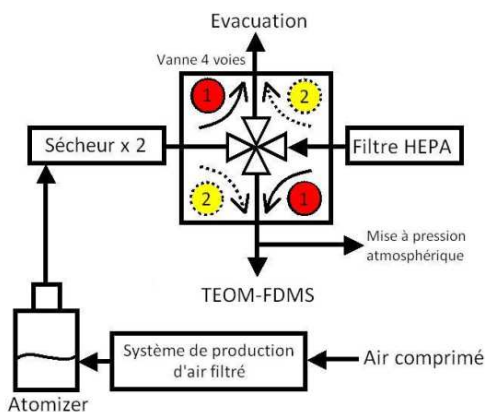 Evacuation
Vanne 4 voies
1
2
Sécheur x 2
Filtre HEPA
2
1
Mise à pression
atmosphérique
TEOM-FDMS
Système de production
d'air filtré
Air comprimé
Atomizer